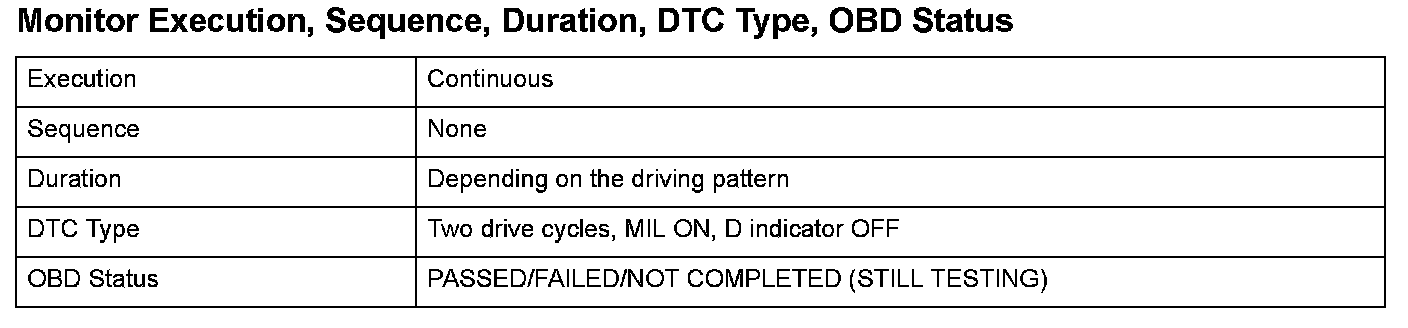 Monitor Execution, Sequence, Duration, DTC Type, OBD Status
Execution Continuous
Sequence None
Duration Depending on the driving pattern
DTC Type Two drive cycles, MIL ON, D indicator OFF
OBD Status PASSED/FAILED/NOT COMPLETED (STILL TESTING)